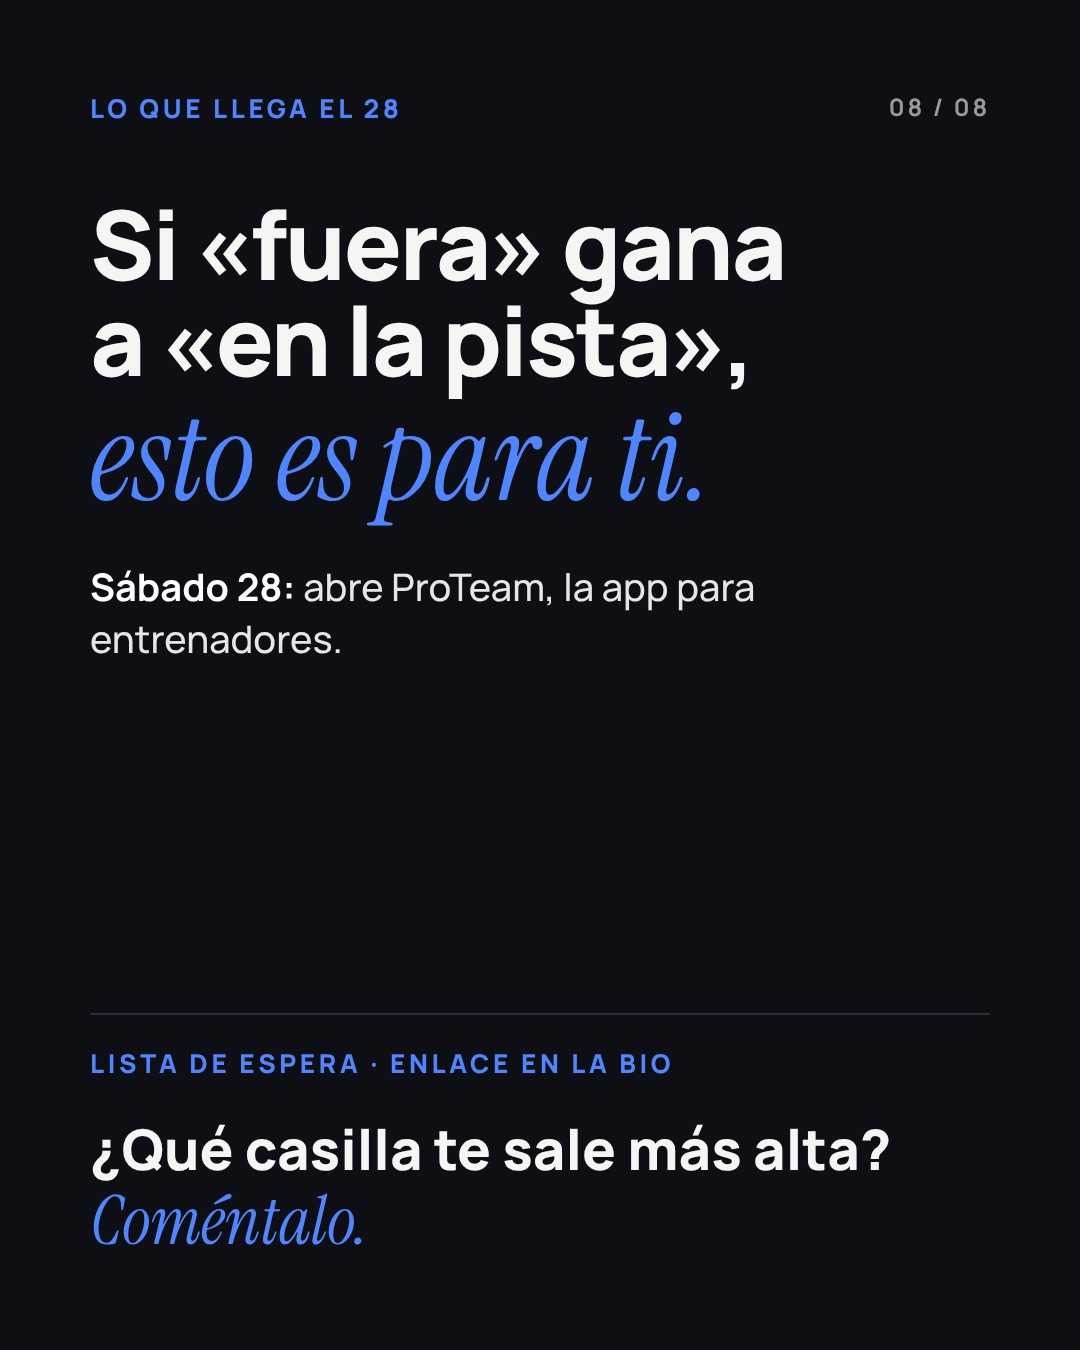 LO QUE LLEGA EL 28
08 / 08
Si «fuera» gana
a «en la pista»,
esto es para ti.
Sábado 28: abre ProTeam, la app para
entrenadores.
LISTA DE ESPERA · ENLACE EN LA BIO
¿Qué casilla te sale más alta?
Coméntalo.